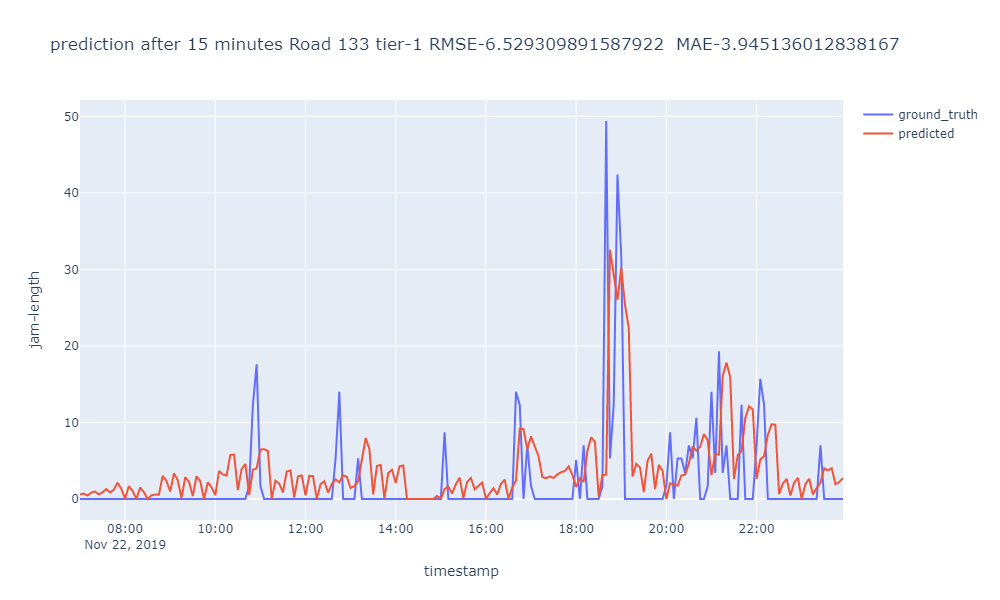 prediction after 15 minutes Road 133 tier-1 RMSE-6.529309891587922  MAE-3.945136012838167
ground_truth
predicted
50
40
30
20
10
0
jam-length
08:00 10:00 12:00 14:00 16:00 18:00 20:00 22:00
Nov 22, 2019
timestamp